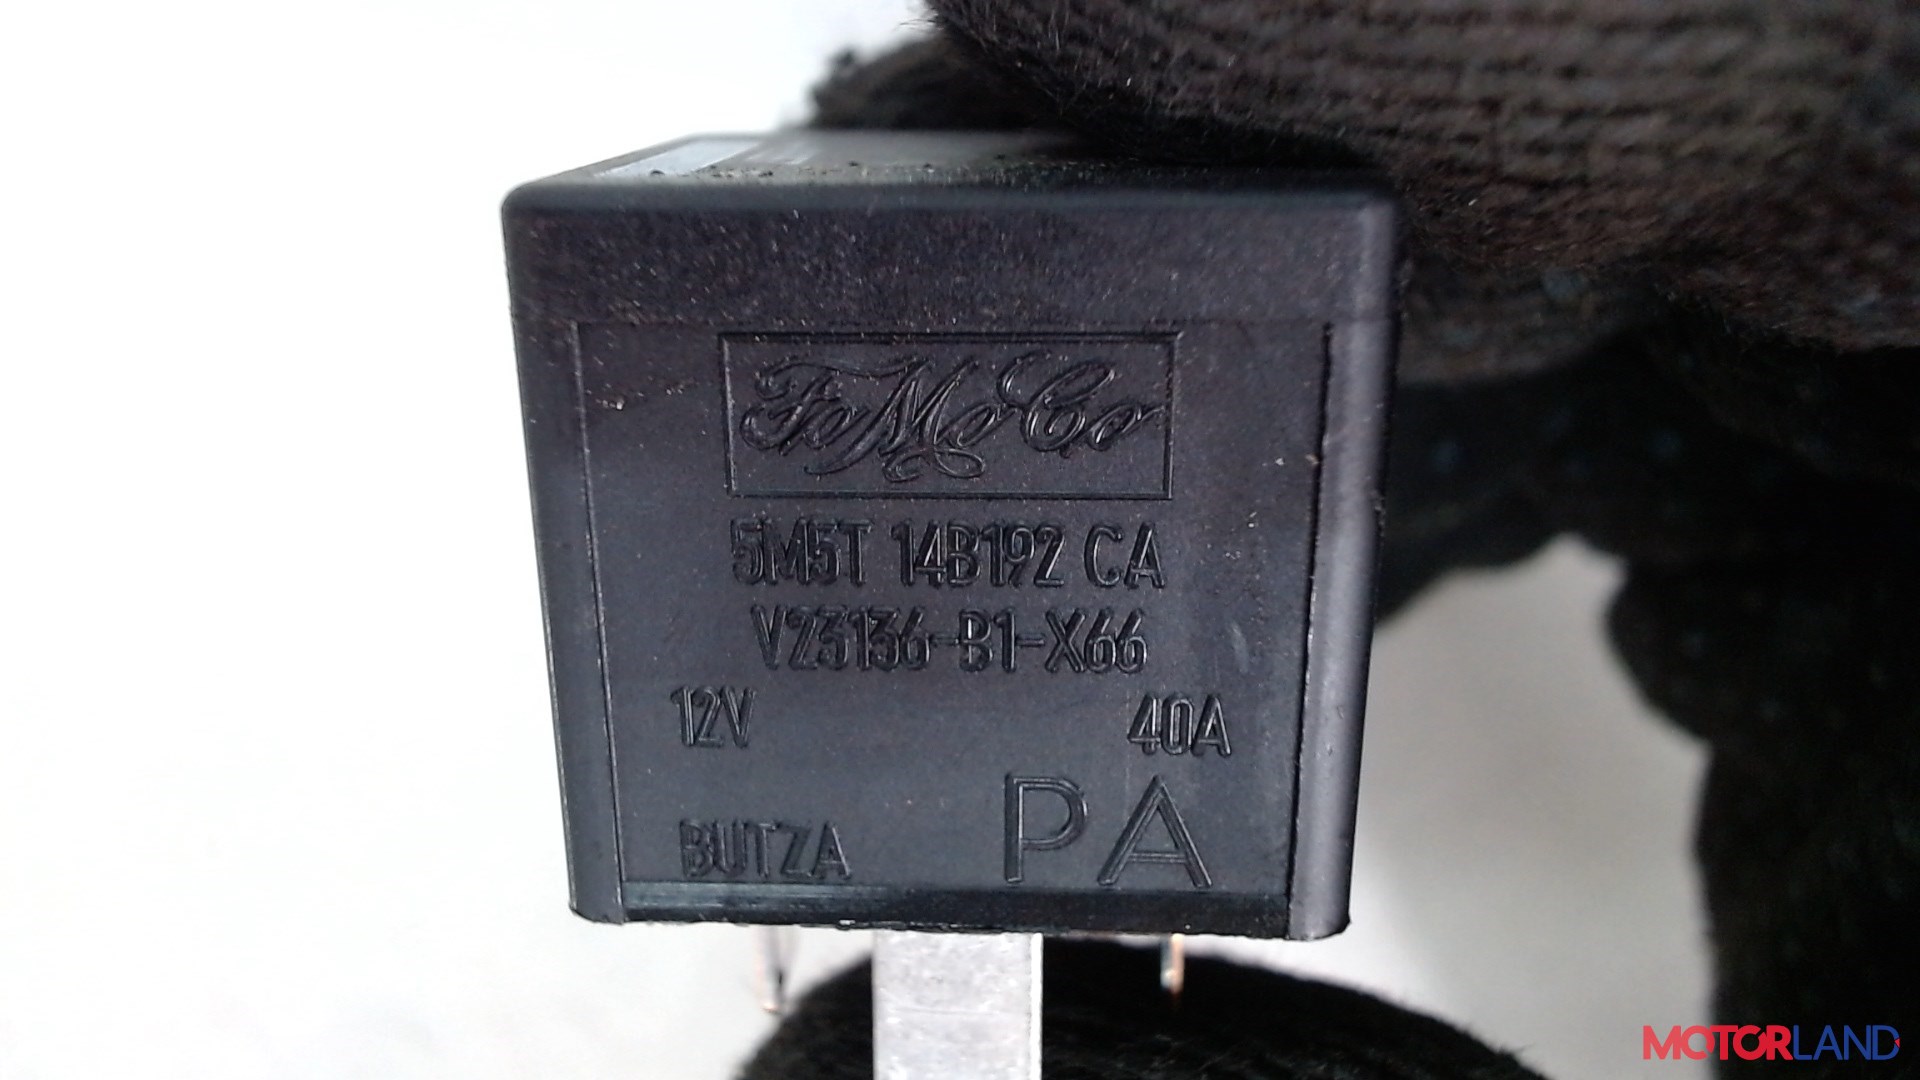 FoMoCo
5M5T 14B192 CA
V23136-B1-X66
12V 40A
BUTZA PA
MOTORLAND